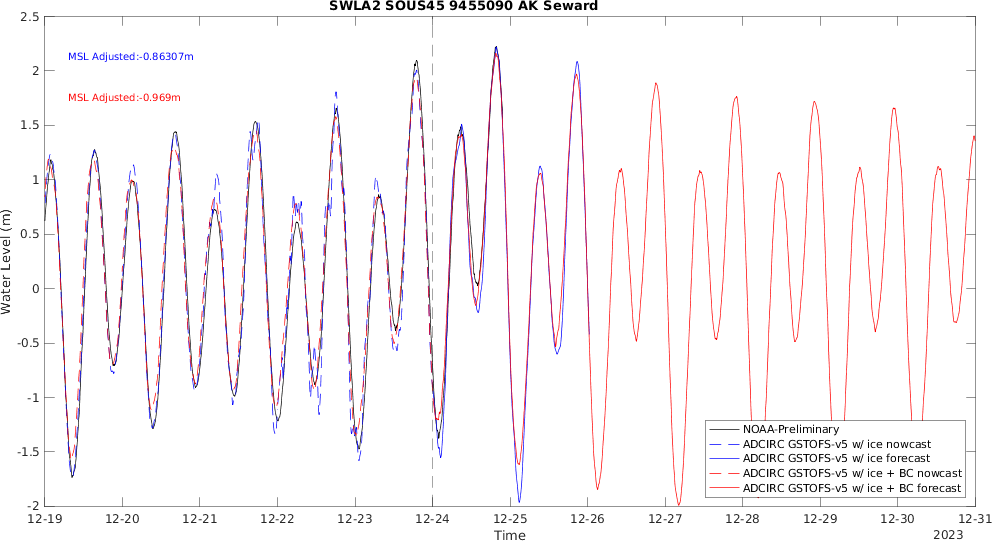 SWLA2 SOUS45 9455090 AK Seward
2.5
2
1.5
1
0.5
0
-0.5
-1
-1.5
-2
Water Level (m)
MSL Adjusted:-0.86307m
MSL Adjusted:-0.969m
NOAA-Preliminary
ADCIRC GSTOFS-v5 w/ ice nowcast
ADCIRC GSTOFS-v5 w/ ice forecast
ADCIRC GSTOFS-v5 w/ ice + BC nowcast
ADCIRC GSTOFS-v5 w/ ice + BC forecast
12-19 12-20 12-21 12-22 12-23 12-24 12-25 12-26 12-27 12-28 12-29 12-30 12-31
Time
2023